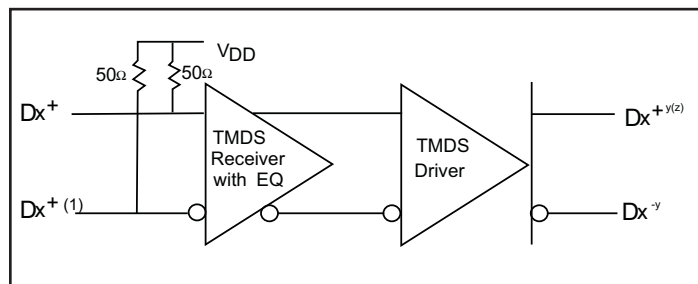 VDD
50Ω 50Ω
Dx+
TMDS
Receiver
with EQ
TMDS
Driver
Dx+ y(z)
Dx+ (1)
Dx -y